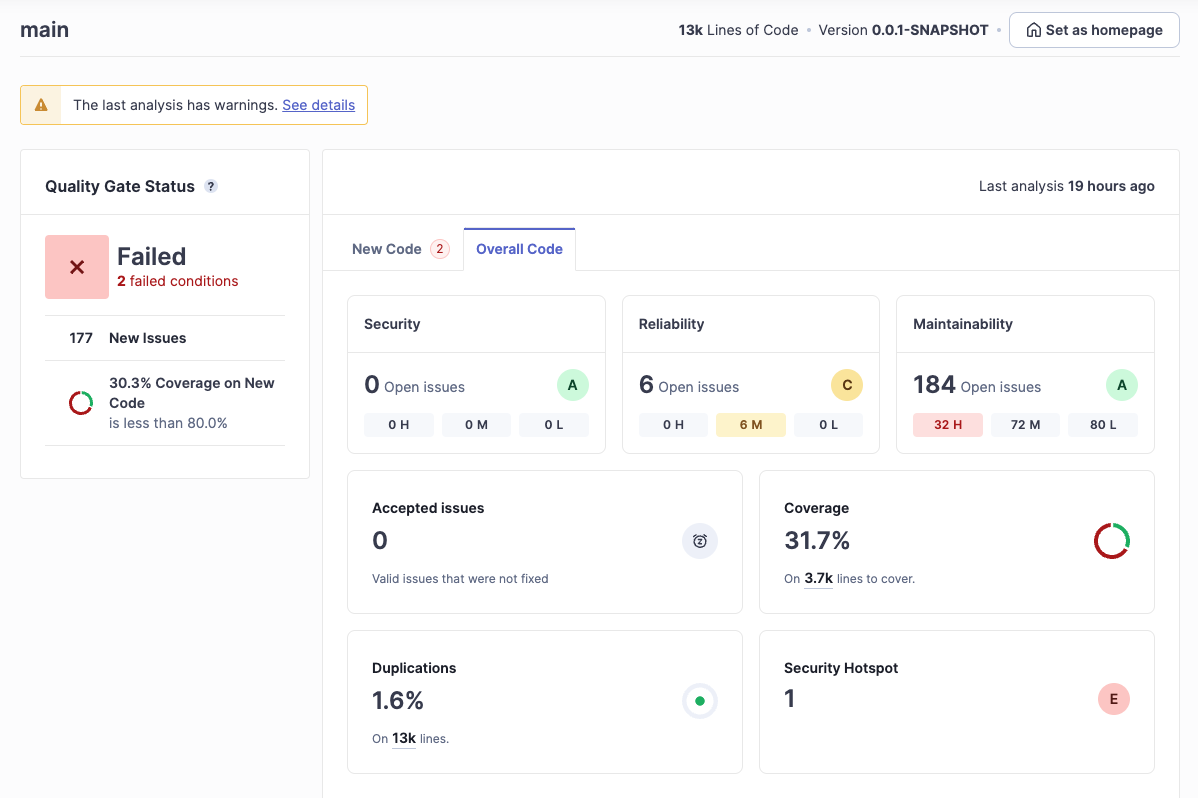 main
13k Lines of Code • Version 0.0.1-SNAPSHOT •
Set as homepage
The last analysis has warnings. See details
Quality Gate Status ?
Failed
2 failed conditions
177 New Issues
30.3% Coverage on New
Code
is less than 80.0%
Last analysis 19 hours ago
New Code 2
Overall Code
Security
0 Open issues A
0 H 0 M 0 L
Reliability
6 Open issues C
0 H 6 M 0 L
Maintainability
184 Open issues A
32 H 72 M 80 L
Accepted issues
0
Valid issues that were not fixed
Coverage
31.7%
On 3.7k lines to cover.
Duplications
1.6%
On 13k lines.
Security Hotspot
1 E